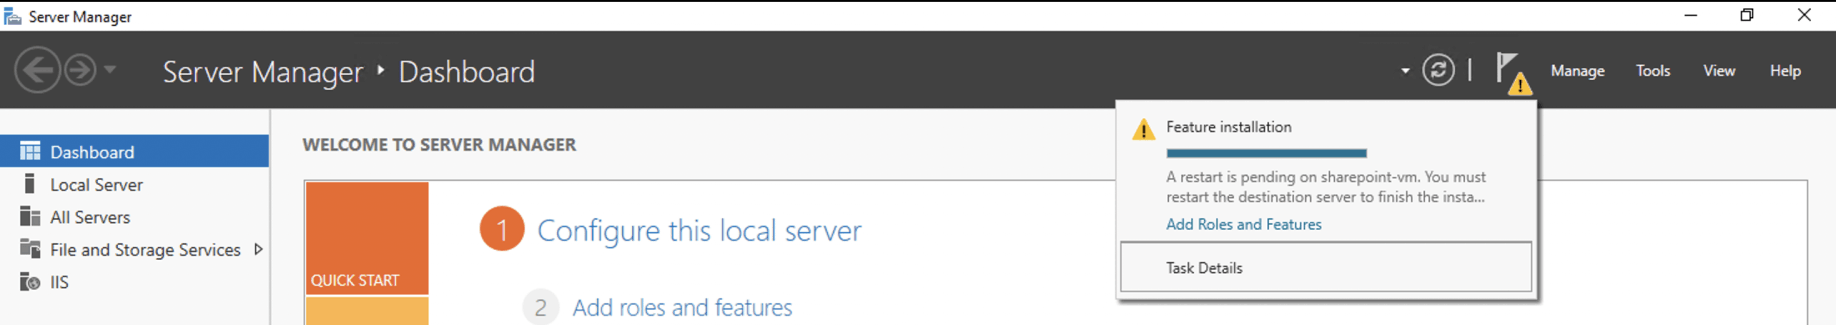 Server Manager
Server Manager ‣ Dashboard
Manage Tools View Help
Dashboard
Local Server
All Servers
File and Storage Services
IIS
WELCOME TO SERVER MANAGER
QUICK START
1 Configure this local server
2 Add roles and features
Feature installation
A restart is pending on sharepoint-vm. You must
restart the destination server to finish the insta...
Add Roles and Features
Task Details